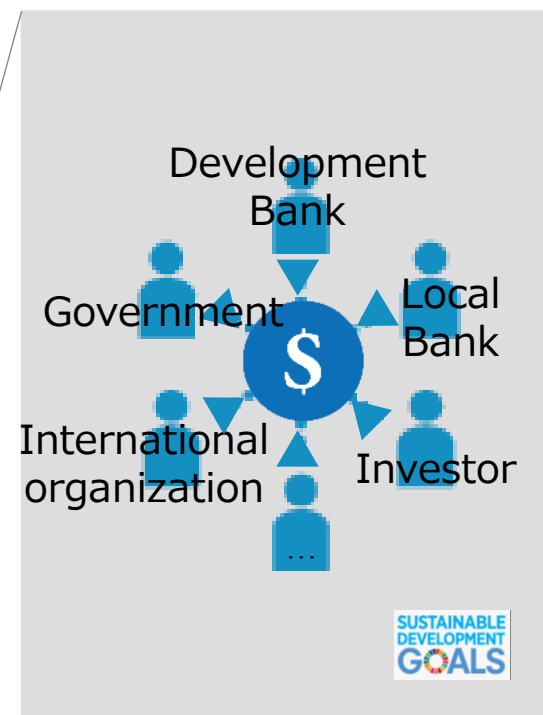 Development
Bank
Government
Local
Bank
$
International
organization
Investor
...
SUSTAINABLE
DEVELOPMENT
GOALS